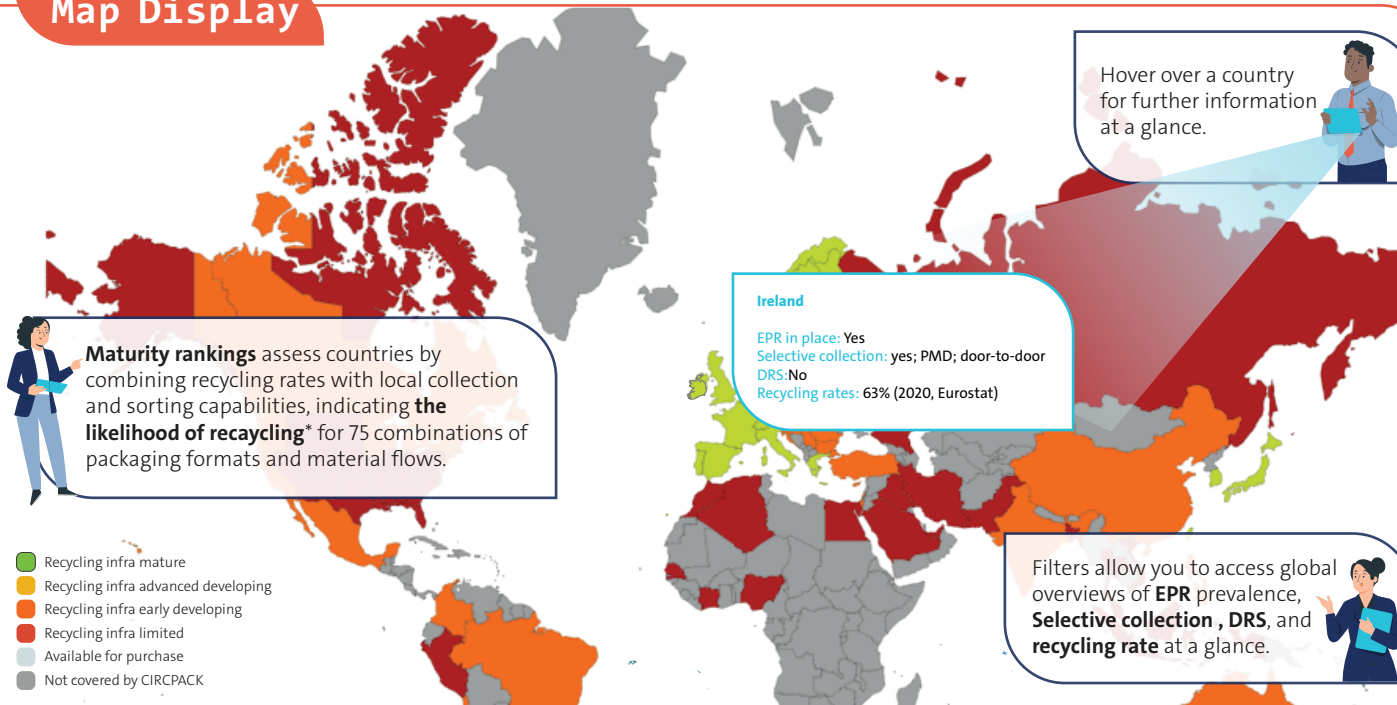 Map Display
Hover over a country
for further information
at a glance.
Ireland
EPR in place: Yes
Selective collection: yes; PMD; door-to-door
DRS:No
Recycling rates: 63% (2020, Eurostat)
Maturity rankings assess countries by
combining recycling rates with local collection
and sorting capabilities, indicating the
likelihood of recaycling* for 75 combinations of
packaging formats and material flows.
Recycling infra mature
Recycling infra advanced developing
Recycling infra early developing
Recycling infra limited
Available for purchase
Not covered by CIRCPACK
Filters allow you to access global
overviews of EPR prevalence,
Selective collection , DRS, and
recycling rate at a glance.